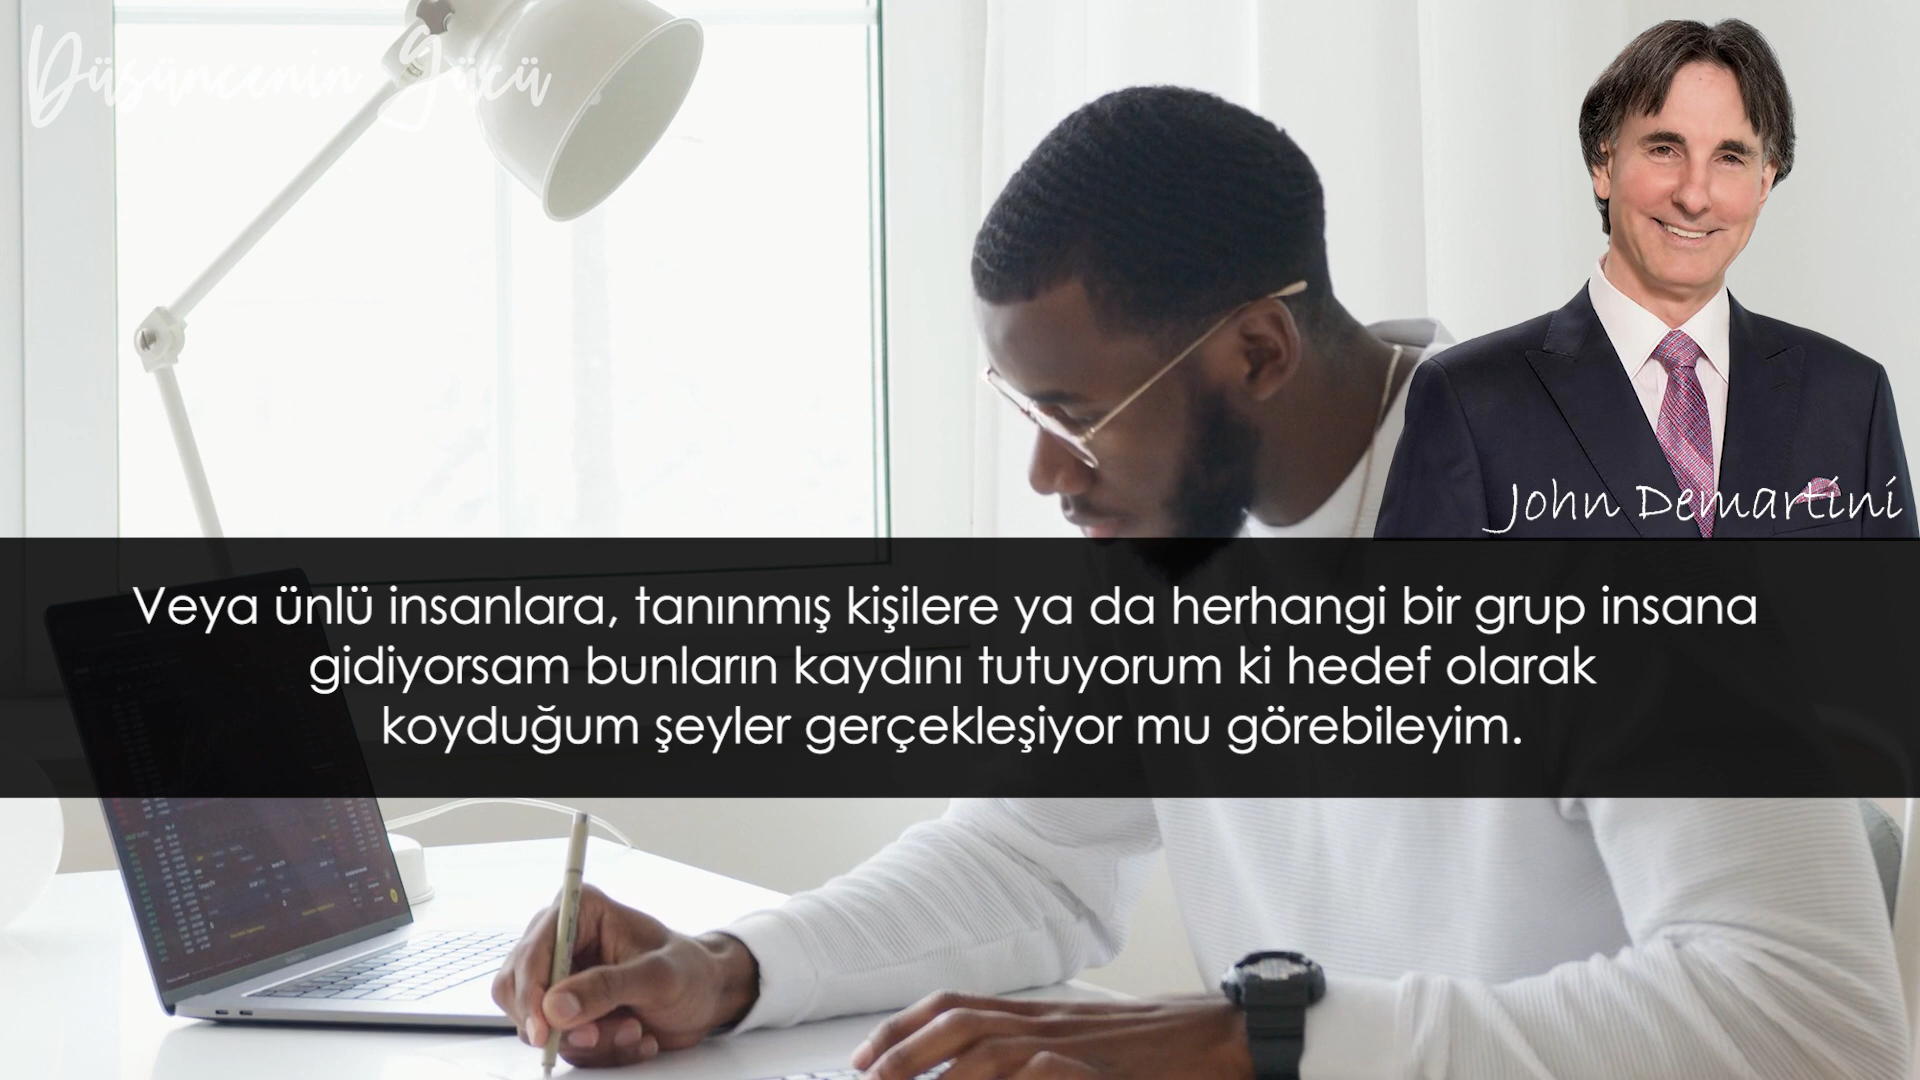 Düşüncenin Gücü
John Demartini
Veya ünlü insanlara, tanınmış kişilere ya da herhangi bir grup insana
gidiyorsam bunların kaydını tutuyorum ki hedef olarak
koyduğum şeyler gerçekleşiyor mu görebileyim.